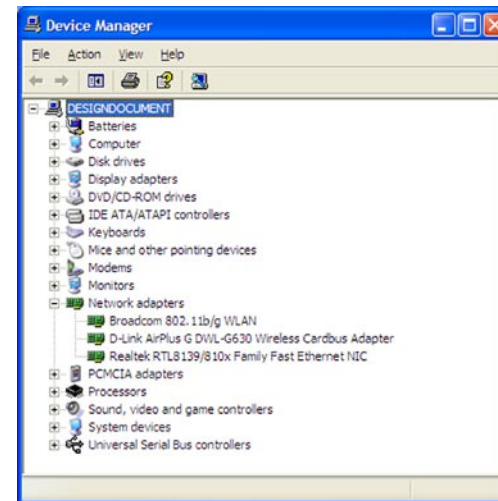 Device Manager
File Action View Help
DESIGNDOCUMENT
Batteries
Computer
Disk drives
Display adapters
DVD/CD-ROM drives
IDE ATA/ATAPI controllers
Keyboards
Mice and other pointing devices
Modems
Monitors
Network adapters
Broadcom 802.11b/g WLAN
D-Link AirPlus G DWL-G630 Wireless Cardbus Adapter
Realtek RTL8139/810x Family Fast Ethernet NIC
PCMCIA adapters
Processors
Sound, video and game controllers
System devices
Universal Serial Bus controllers